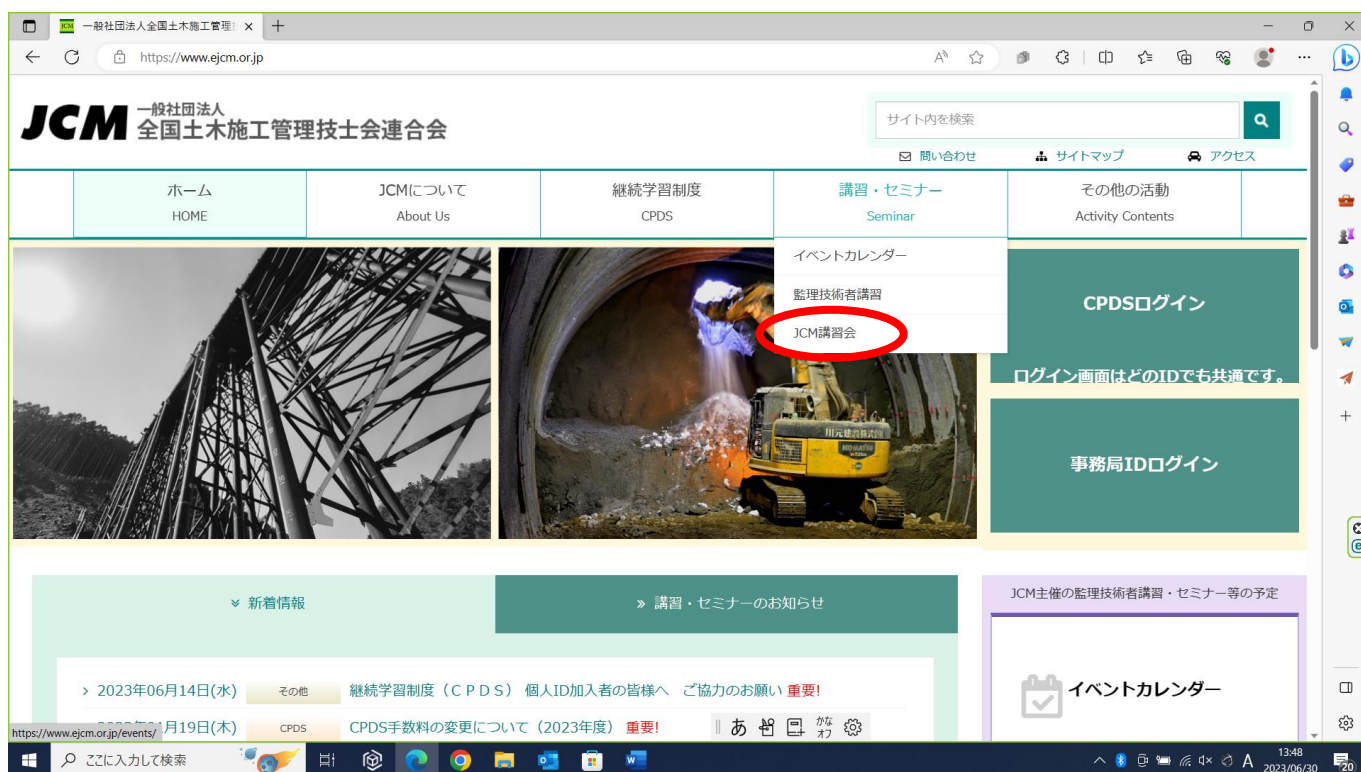 一般社団法人全国土木施工管理
https://www.ejcm.or.jp
JCM 一般社団法人
全国土木施工管理技士会連合会
サイト内を検索
問い合わせ サイトマップ アクセス
ホーム JCMについて 継続学習制度 講習・セミナー その他の活動
HOME About Us CPDS Seminar Activity Contents
イベントカレンダー
監理技術者講習
JCM講習会
CPDSログイン
ログイン画面はどのIDでも共通です。
川元建設株式会社
KOMATSU
事務局IDログイン
新着情報 講習・セミナーのお知らせ
JCM主催の監理技術者講習・セミナー等の予定
2023年06月14日(水) その他 継続学習制度（ＣＰＤＳ） 個人ID加入者の皆様へ ご協力のお願い 重要!
イベントカレンダー
月19日(木) CPDS CPDS手数料の変更について（2023年度） 重要!
あ
https://www.ejcm.or.jp/events/
ここに入力して検索
A 13:48
2023/06/30
20